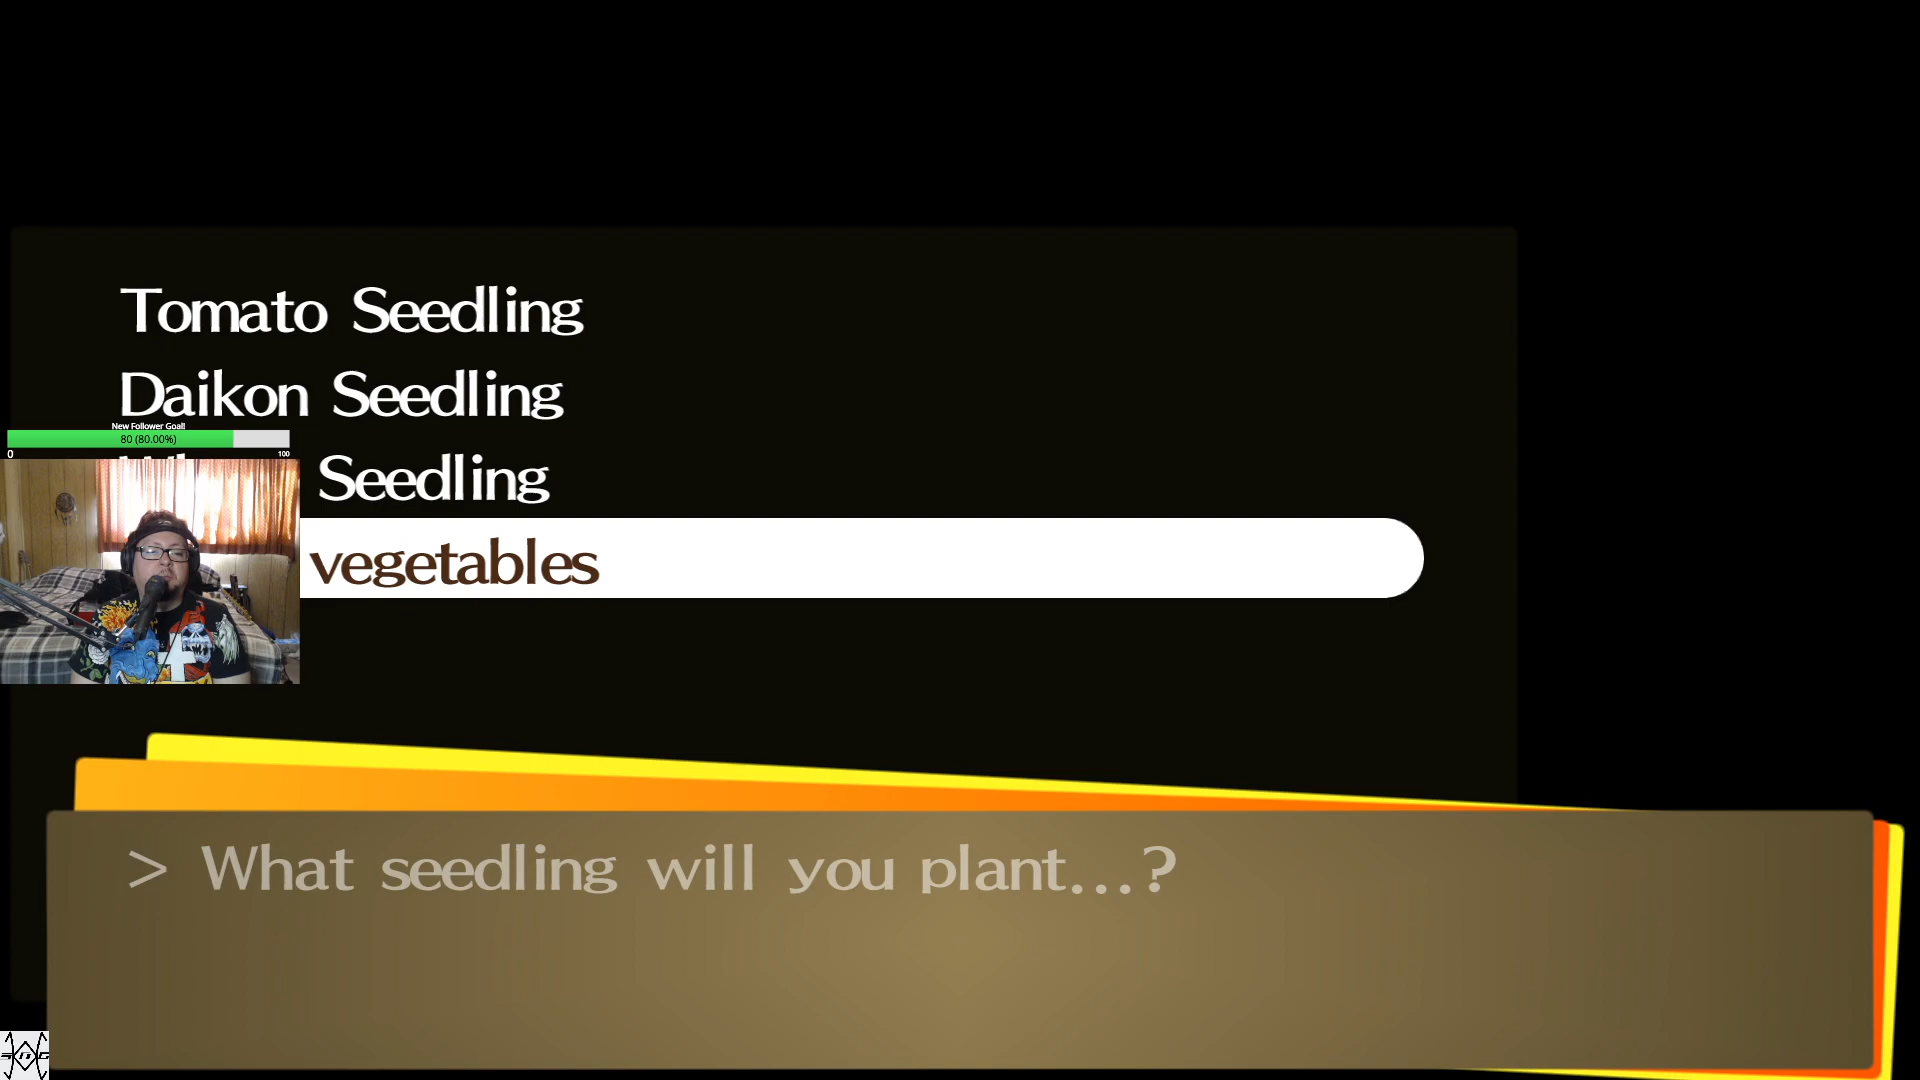 Tomato Seedling
Daikon Seedling
New Follower Goal!
80 (80.00%)
0 100
Seedling
vegetables
> What seedling will you plant...?